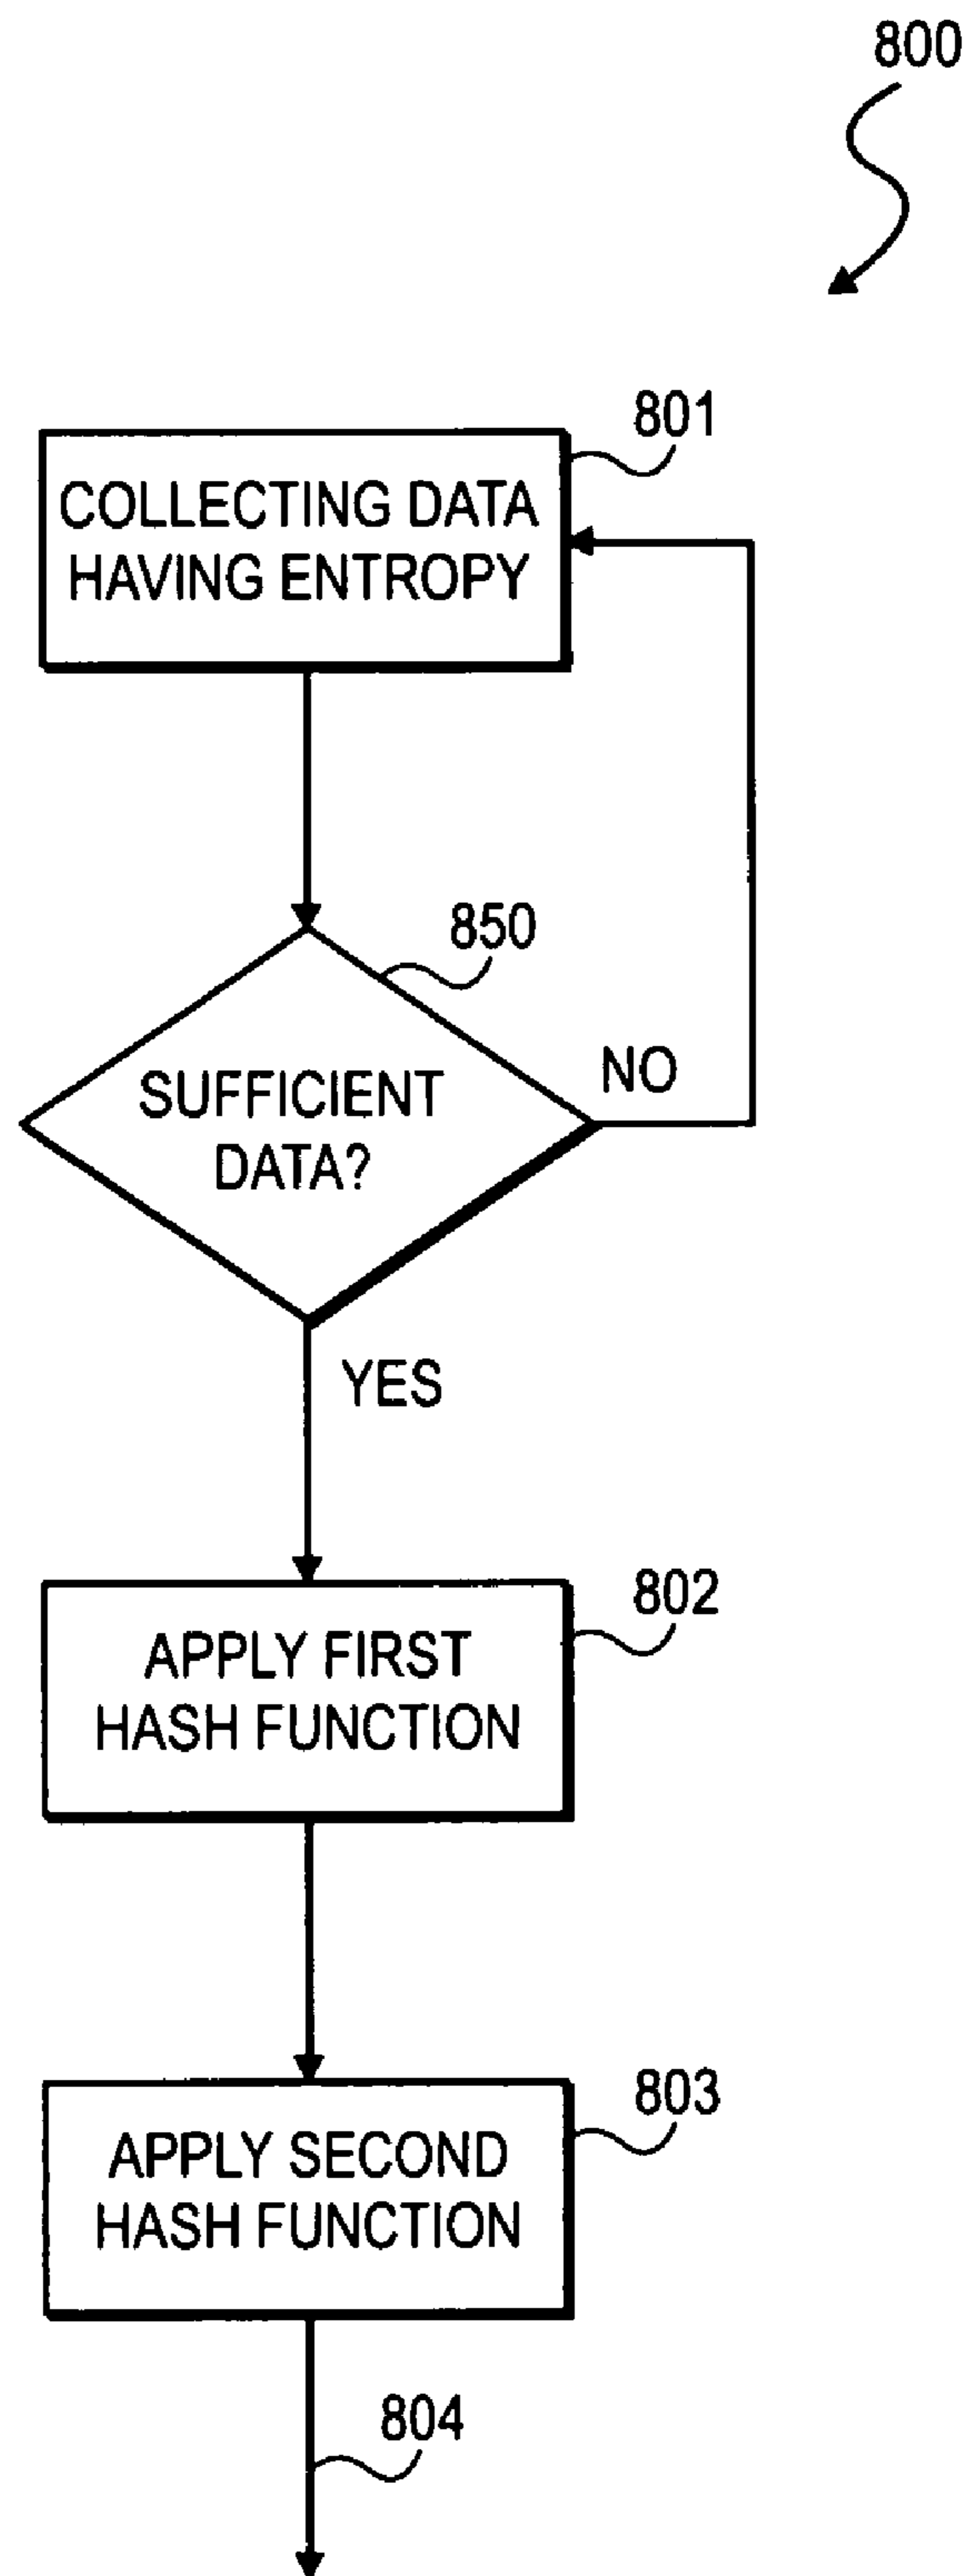 800
801
COLLECTING DATA
HAVING ENTROPY
850
SUFFICIENT
DATA?
NO
YES
802
APPLY FIRST
HASH FUNCTION
803
APPLY SECOND
HASH FUNCTION
804